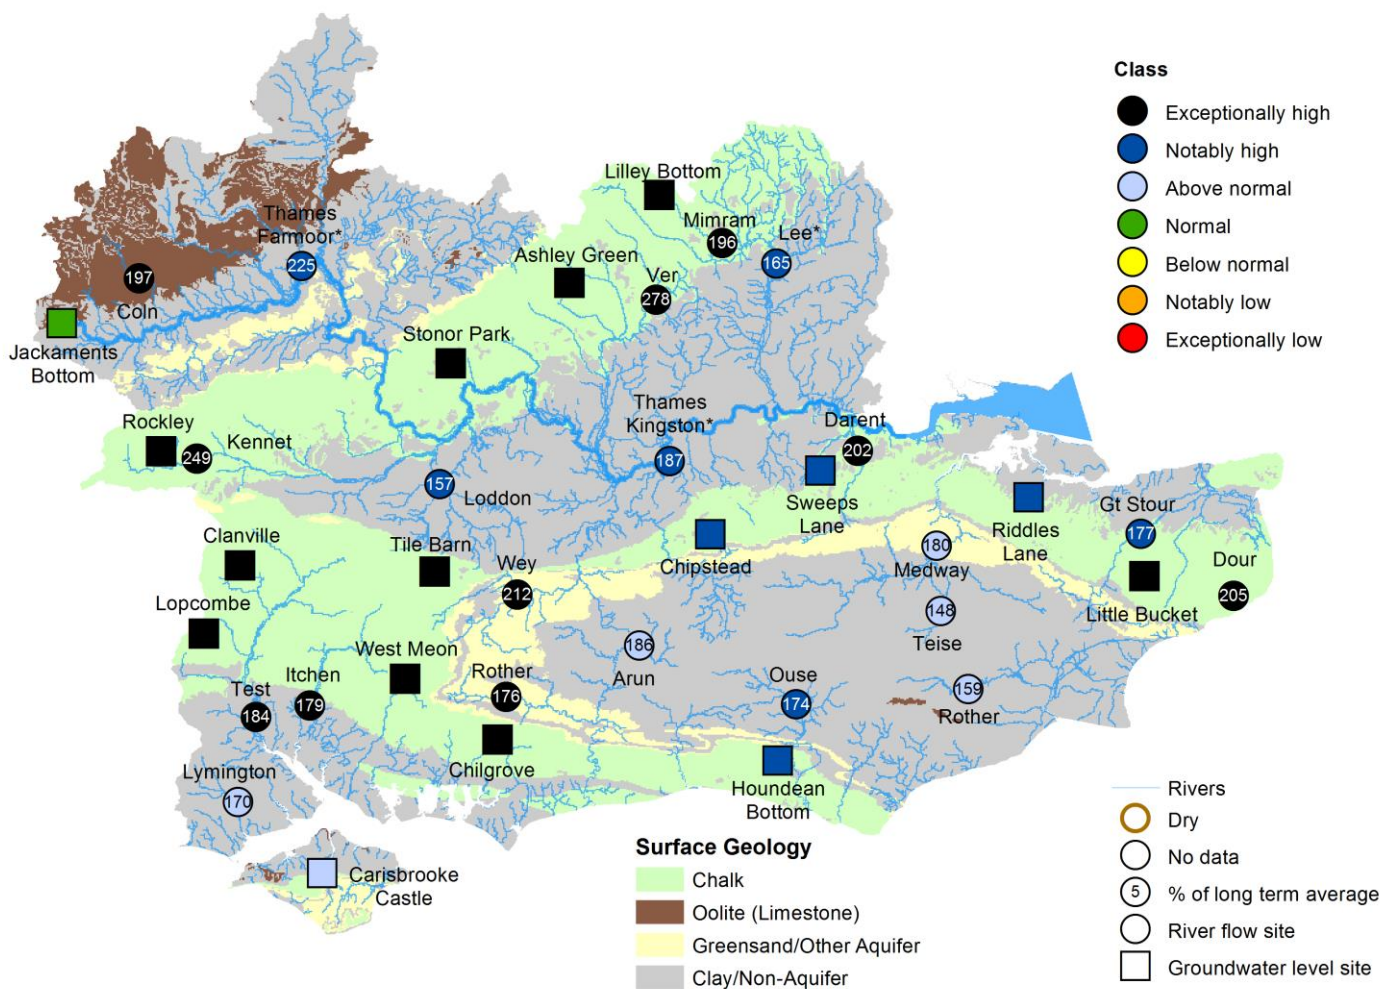 Class
Exceptionally high
Notably high
Above normal
Normal
Below normal
Notably low
Exceptionally low
Lilley Bottom
Thames
Farmoor*
225
Mimram
196
Lee*
165
Ashley Green
Ver
278
197
Coln
Jackaments
Bottom
Stonor Park
Rockley
249
Kennet
Thames
Kingston*
187
Darent
202
157
Loddon
Sweeps
Lane
Riddles
Lane
Gt Stour
177
Clanville
Tile Barn
Wey
212
Chipstead
180
Medway
Dour
205
Little Bucket
Lopcombe
148
Teise
186
Arun
West Meon
Itchen
179
Test
184
Rother
176
Ouse
174
159
Rother
Chilgrove
Lymington
170
Houndean
Bottom
Carisbrooke
Castle
Surface Geology
Chalk
Oolite (Limestone)
Greensand/Other Aquifer
Clay/Non-Aquifer
Rivers
Dry
No data
5
% of long term average
River flow site
Groundwater level site